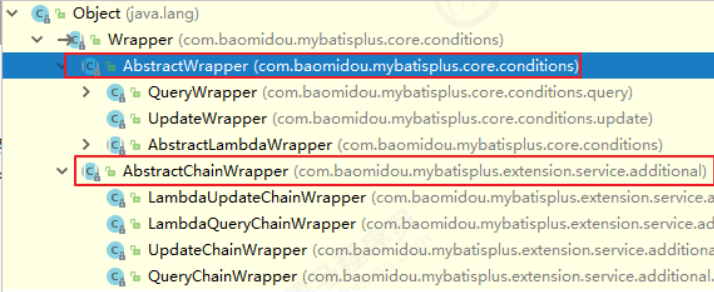 Object (java.lang)
Wrapper (com.baomidou.mybatisplus.core.conditions)
AbstractWrapper (com.baomidou.mybatisplus.core.conditions)
QueryWrapper (com.baomidou.mybatisplus.core.conditions.query)
UpdateWrapper (com.baomidou.mybatisplus.core.conditions.update)
AbstractLambdaWrapper (com.baomidou.mybatisplus.core.conditions)
AbstractChainWrapper (com.baomidou.mybatisplus.extension.service.additional)
LambdaUpdateChainWrapper (com.baomidou.mybatisplus.extension.service.ad
LambdaQueryChainWrapper (com.baomidou.mybatisplus.extension.service.add
UpdateChainWrapper (com.baomidou.mybatisplus.extension.service.additiona
QueryChainWrapper (com.baomidou.mybatisplus.extension.service.additional.